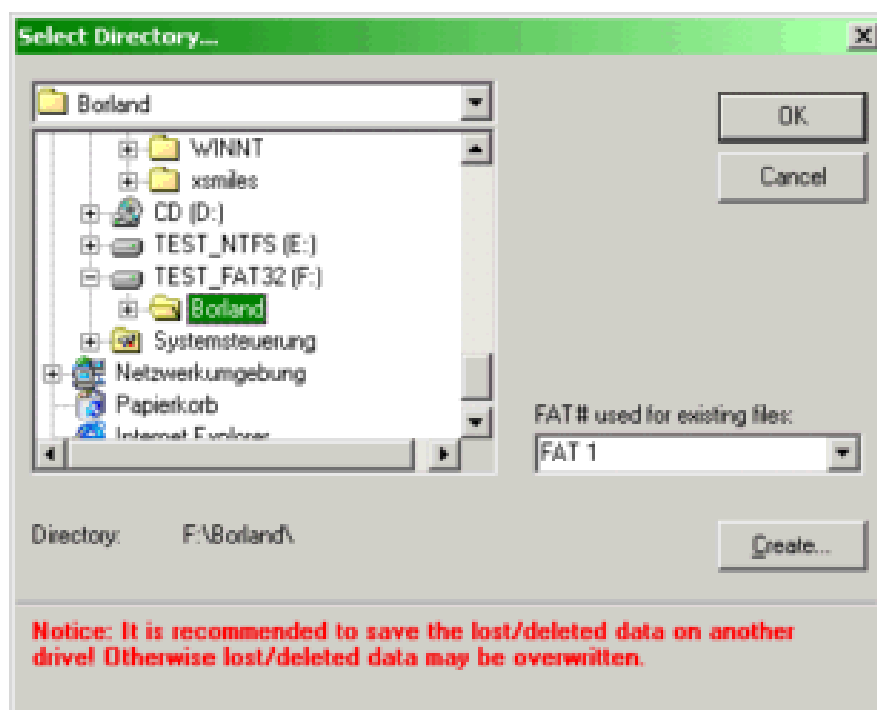 Select Directory...
Borland
OK
WINNT
Cancel
xsmiles
CD (D:)
TEST_NTFS (E:)
TEST_FAT32 (F:)
Borland
Systemsteuerung
Netzwerkumgebung
Papierkorb
Internet Explorer
FAT# used for existing files:
FAT 1
Directory: F:\Borland\
Create...
Notice: It is recommended to save the lost/deleted data on another
drive! Otherwise lost/deleted data may be overwritten.